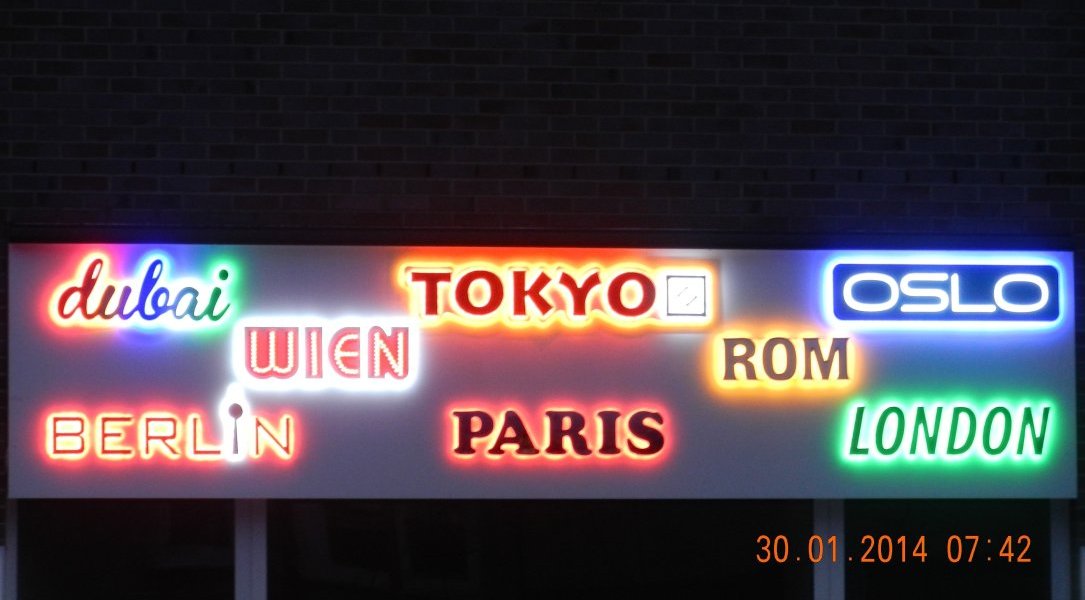 dubai TOKYO OSLO
WIEN ROM
BERLiN PARIS LONDON
30.01.2014 07:42